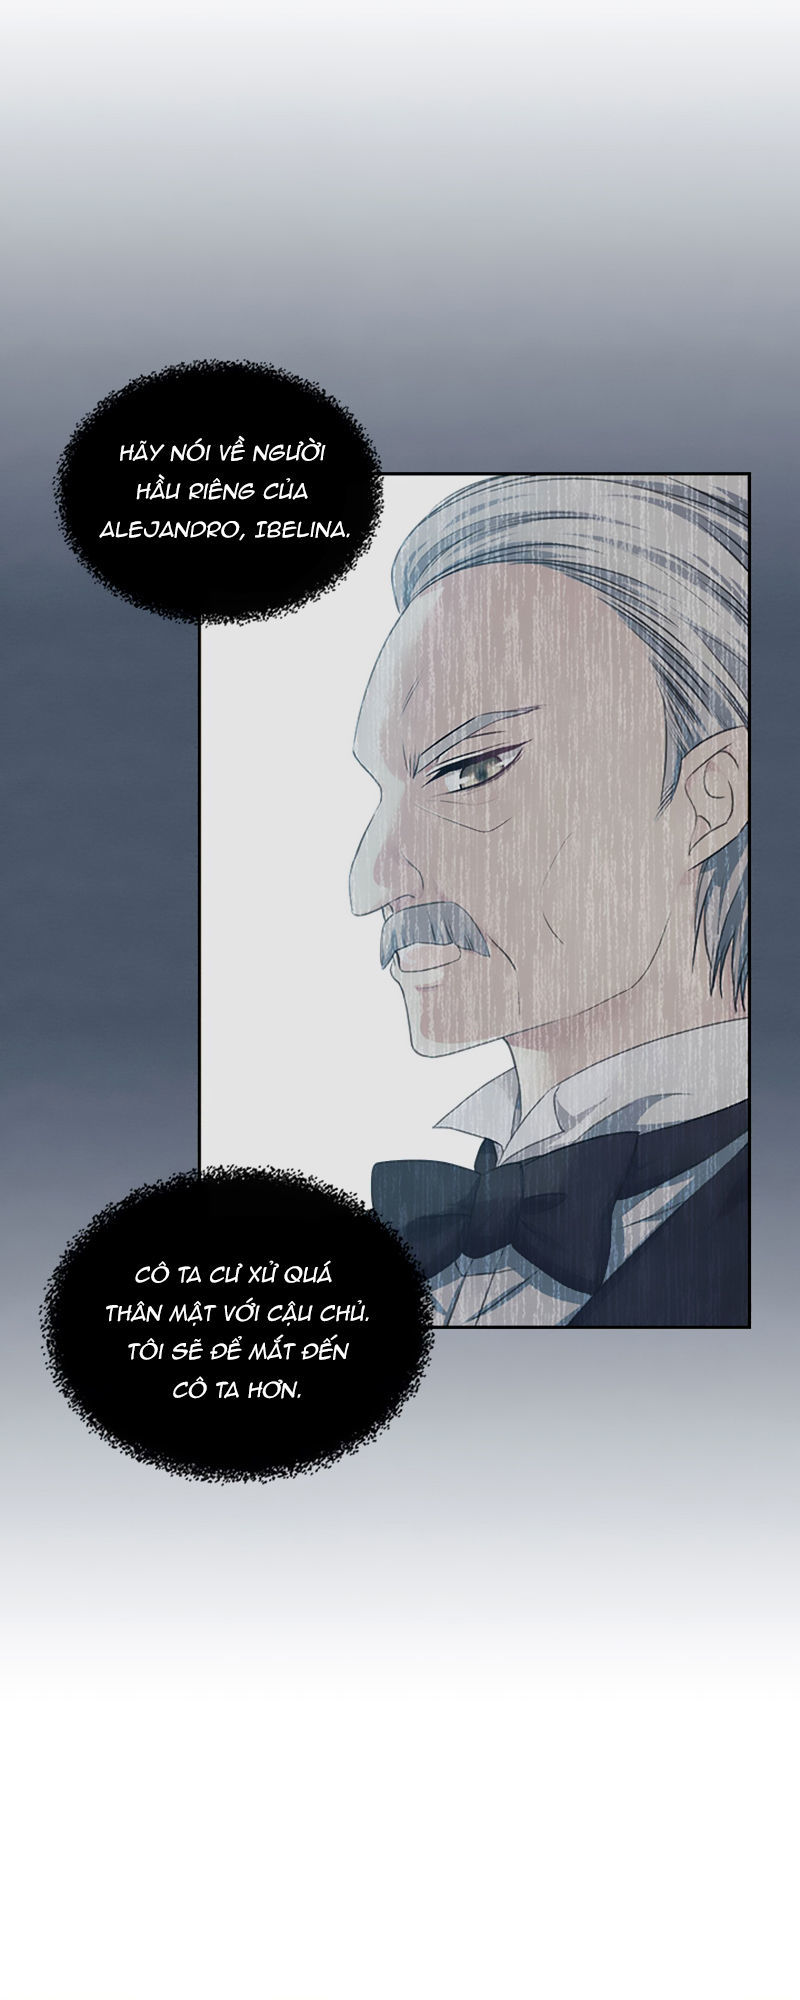 HÃY NÓI VỀ NGƯỜI
HẦU RIÊNG CỦA
ALEJANDRO, IBELINA.
CÔ TA CƯ XỬ QUÁ
THÂN MẬT VỚI CẬU CHỦ.
TÔI SẼ ĐỂ MẮT ĐẾN
CÔ TA HƠN.